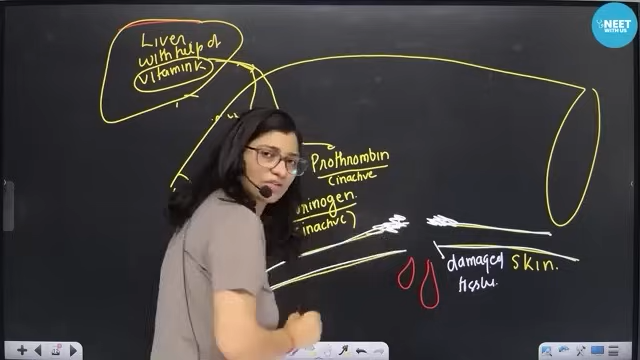 NEET
WITH US
Liver
with help of
vitamin k
Prothrombin
(inactive
inogen.
inactive)
damaged skin.
tissue.